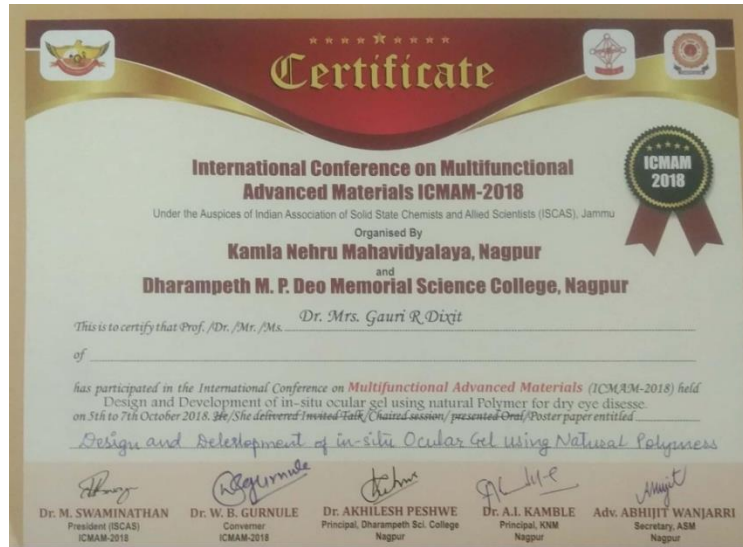 Certificate
International Conference on Multifunctional
Advanced Materials ICMAM-2018
ICMAM
2018
Under the Auspices of Indian Association of Solid State Chemists and Allied Scientists (ISCAS), Jammu
Organised By
Kamla Nehru Mahavidyalaya, Nagpur
and
Dharampeth M. P. Deo Memorial Science College, Nagpur
This is to certify that Prof. /Dr. /Mr. /Ms. Dr. Mrs. Gauri R Dixit
of
has participated in the International Conference on Multifunctional Advanced Materials (ICMAM-2018) held
Design and Development of in-situ ocular gel using natural Polymer for dry eye disesse.
on 5th to 7th October 2018. He/She delivered Invited Talk/Chaired session/ presented Oral/Poster paper entitled
Design and Delerlopment of in-situ Ocular Gel using Natural Polymess
Dr. M. SWAMINATHAN
President (ISCAS)
ICMAM-2018
Dr. W. B. GURNULE
Convener
ICMAM-2018
Dr. AKHILESH PESHWE
Principal, Dharampeth Sci. College
Nagpur
Dr. A.I. KAMBLE
Principal, KNM
Nagpur
Adv. ABHIJIT WANJARRI
Secretary, ASM
Nagpur